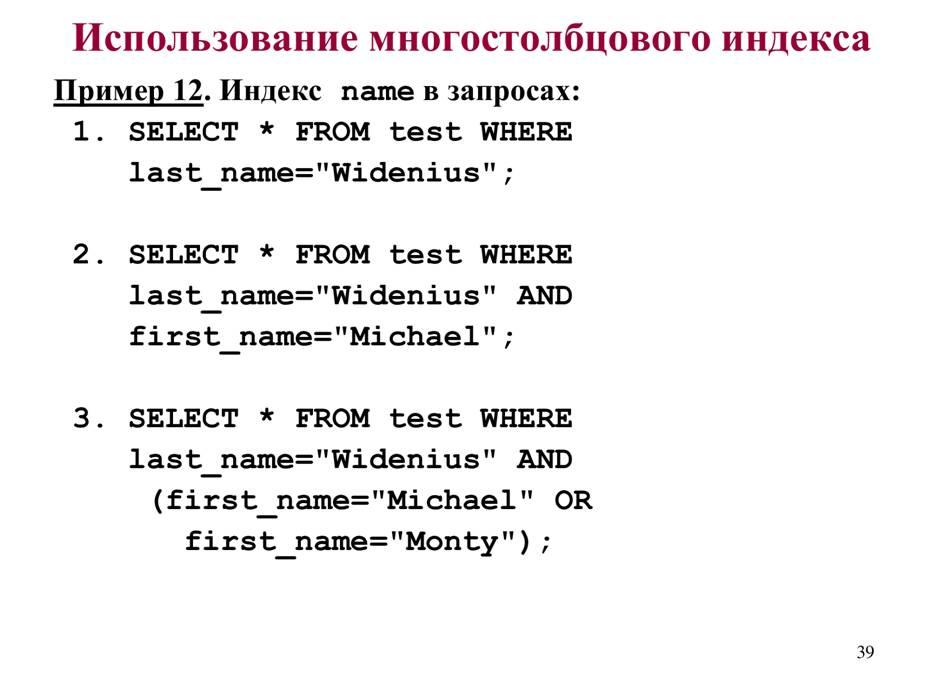 Использование многостолбцового индекса
Пример 12. Индекс name в запросах:
1. SELECT * FROM test WHERE
last_name="Widenius";
2. SELECT * FROM test WHERE
last_name="Widenius" AND
first_name="Michael";
3. SELECT * FROM test WHERE
last_name="Widenius" AND
(first_name="Michael" OR
first_name="Monty");
39